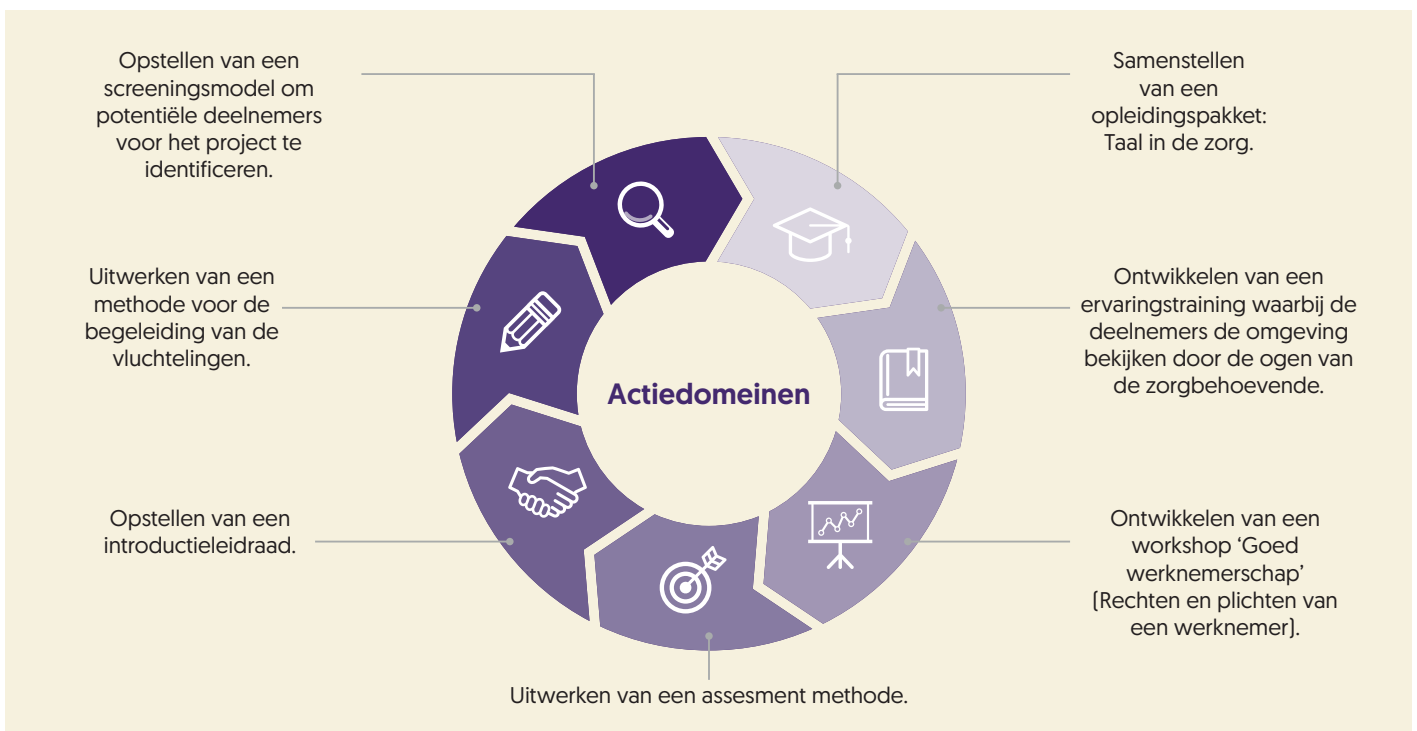 Opstellen van een
screeningsmodel om
potentiële deelnemers
voor het project te
identificeren.
Samenstellen
van een
opleidingspakket:
Taal in de zorg.
Uitwerken van een
methode voor de
begeleiding van de
vluchtelingen.
Ontwikkelen van een
ervaringstraining waarbij de
deelnemers de omgeving
bekijken door de ogen van
de zorgbehoevende.
Actiedomeinen
Opstellen van een
introductieleidraad.
Ontwikkelen van een
workshop ‘Goed
werknemerschap’
(Rechten en plichten van
een werknemer).
Uitwerken van een assesment methode.